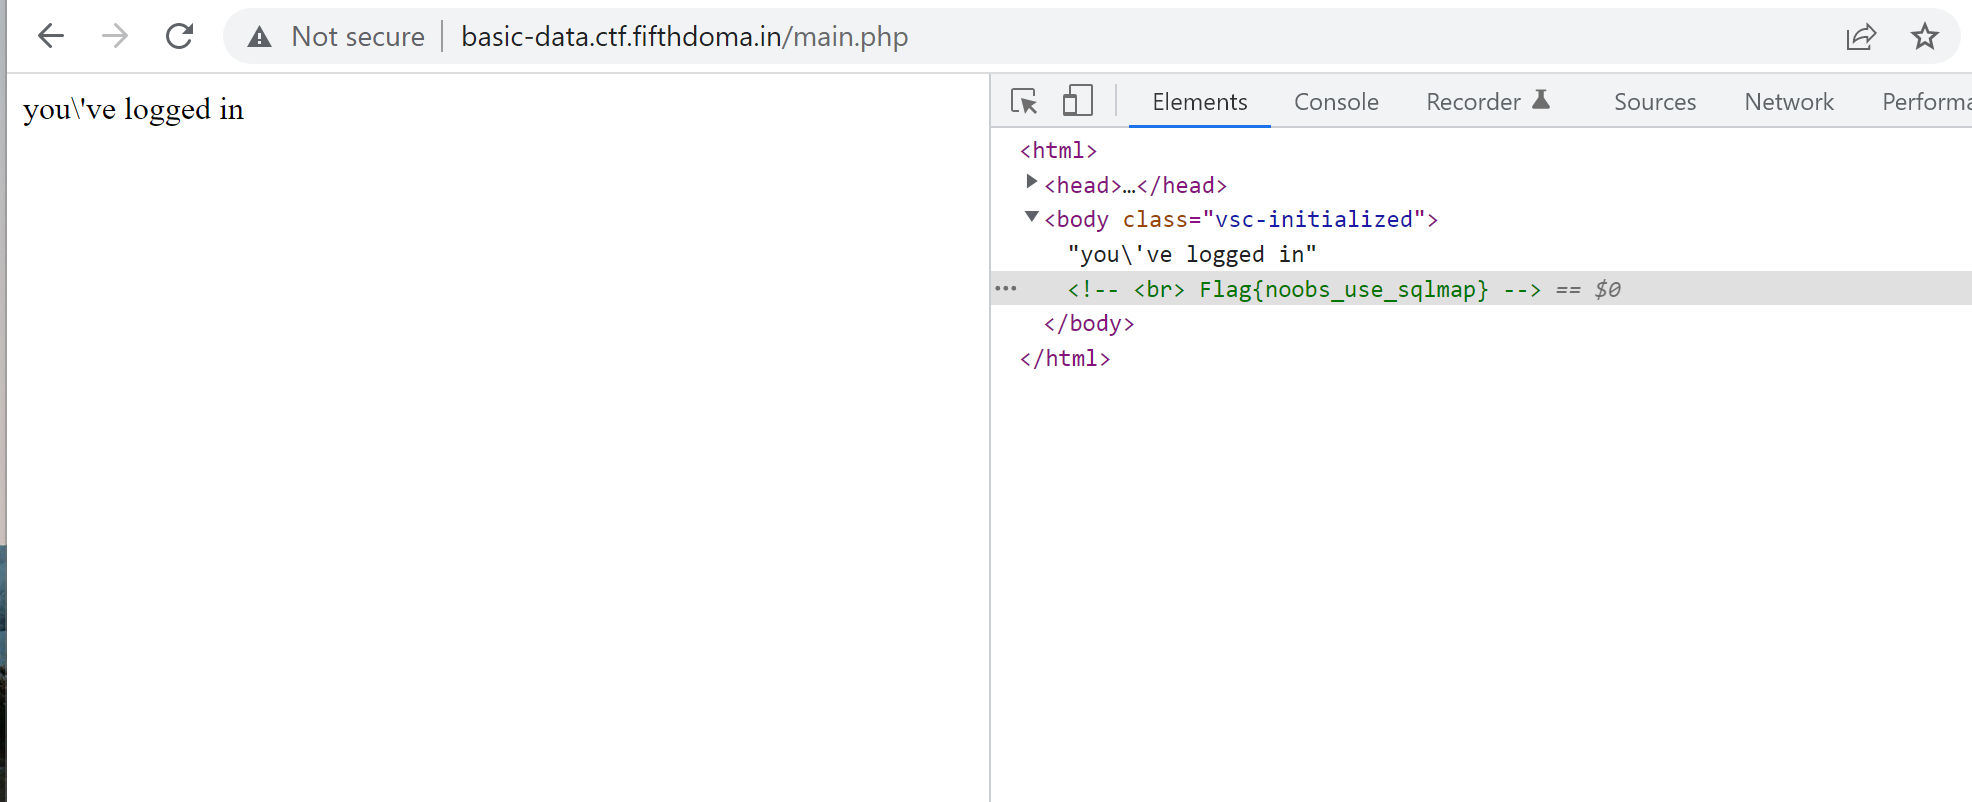 Not secure basic-data.ctf.fifthdoma.in/main.php
you\'ve logged in
Elements Console Recorder Sources Network Performa
<html>
<head>…</head>
<body class="vsc-initialized">
"you\'ve logged in"
<!-- <br> Flag{noobs_use_sqlmap} --> == $0
</body>
</html>